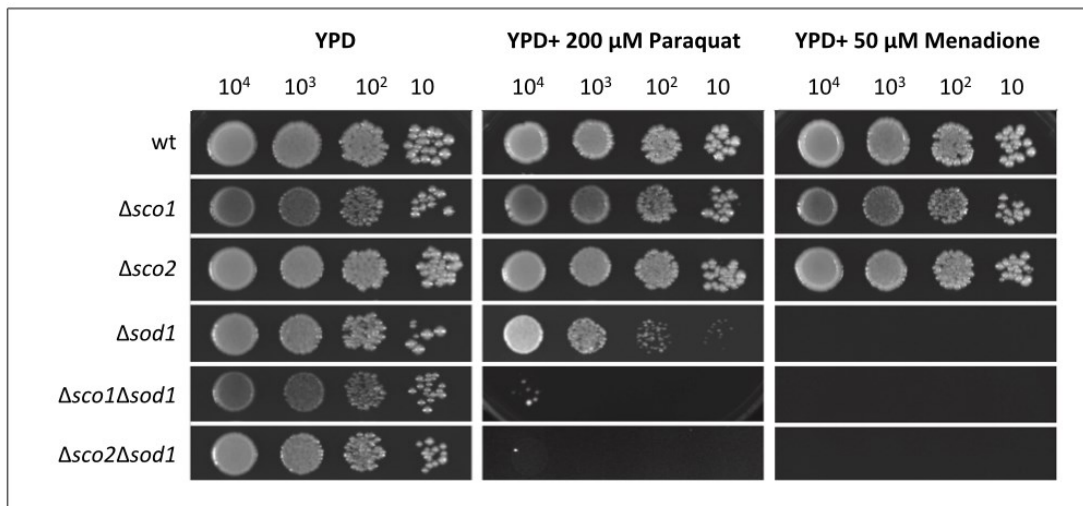 YPD YPD+ 200 µM Paraquat YPD+ 50 µM Menadione
10⁴ 10³ 10² 10 10⁴ 10³ 10² 10 10⁴ 10³ 10² 10
wt
Δsco1
Δsco2
Δsod1
Δsco1Δsod1
Δsco2Δsod1